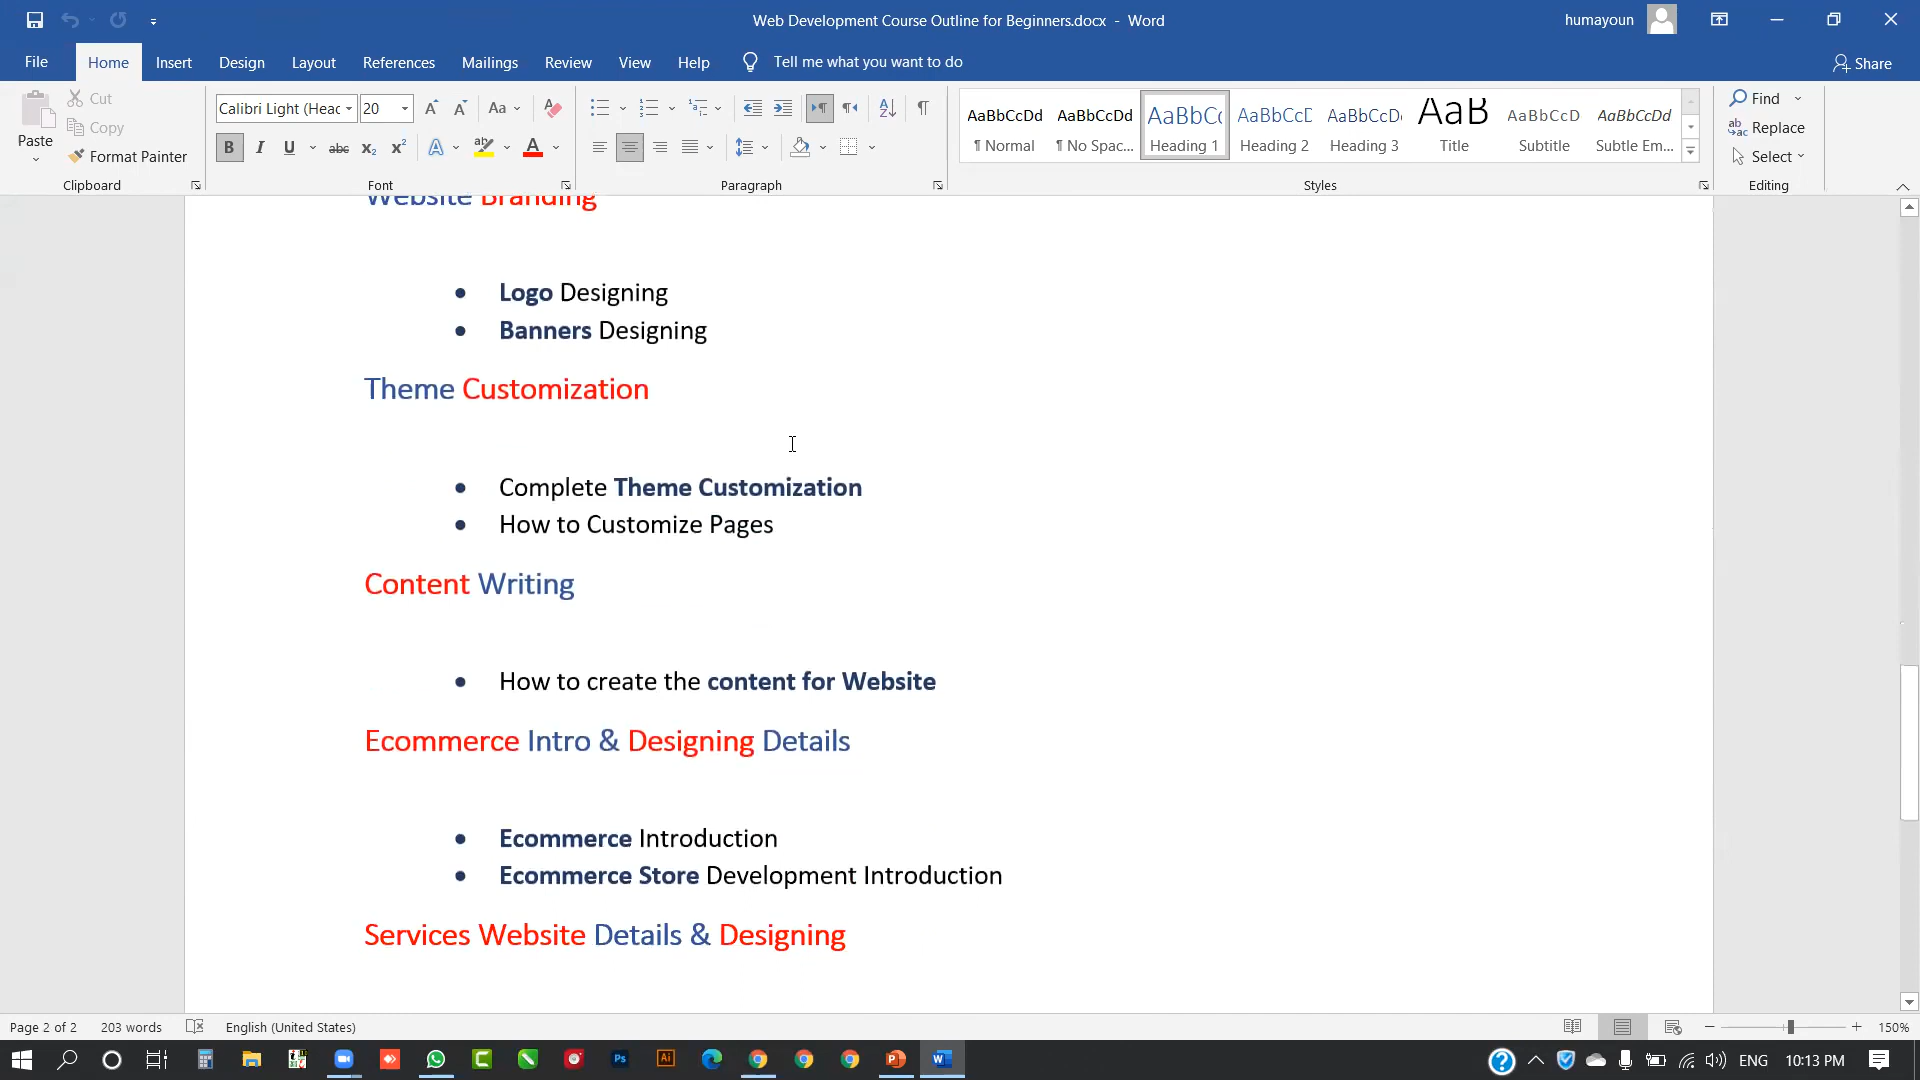 Web Development Course Outline for Beginners.docx - Word
humayoun
File
Home
Insert
Design
Layout
References
Mailings
Review
View
Help
Tell me what you want to do
Share
Paste
Cut
Copy
Format Painter
Clipboard
Calibri Light (Heac
20
Font
Paragraph
AaBbCcDd
¶ Normal
AaBbCcDd
¶ No Spac...
AaBbCc
Heading 1
AaBbCcD
Heading 2
AaBbCcD
Heading 3
AaB
Title
AaBbCcD
Subtitle
AaBbCcDd
Subtle Em...
Styles
Find
Replace
Select
Editing
Website Branding
Logo Designing
Banners Designing
Theme Customization
Complete Theme Customization
How to Customize Pages
Content Writing
How to create the content for Website
Ecommerce Intro & Designing Details
Ecommerce Introduction
Ecommerce Store Development Introduction
Services Website Details & Designing
Page 2 of 2
203 words
English (United States)
150%
ENG
10:13 PM